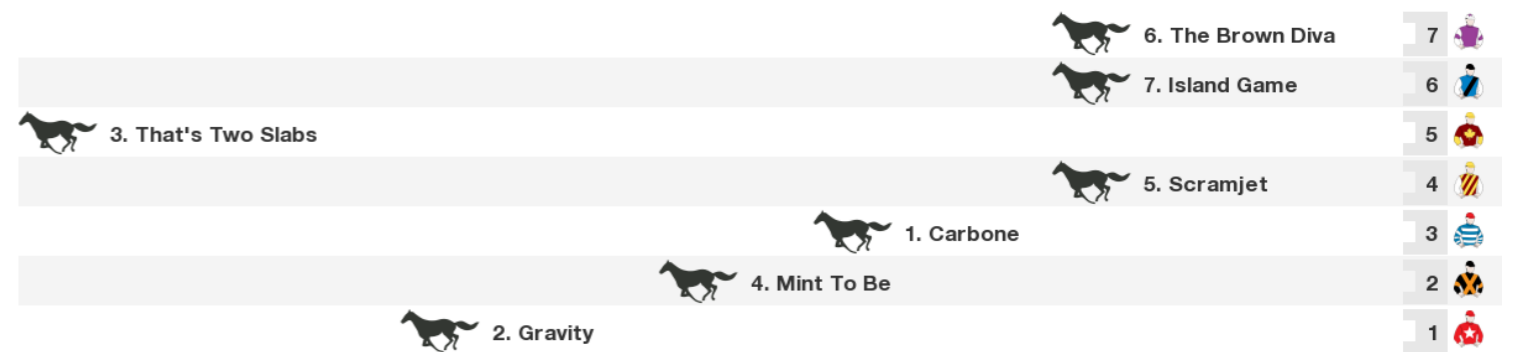 6. The Brown Diva 7
7. Island Game 6
3. That's Two Slabs 5
5. Scramjet 4
1. Carbone 3
4. Mint To Be 2
2. Gravity 1